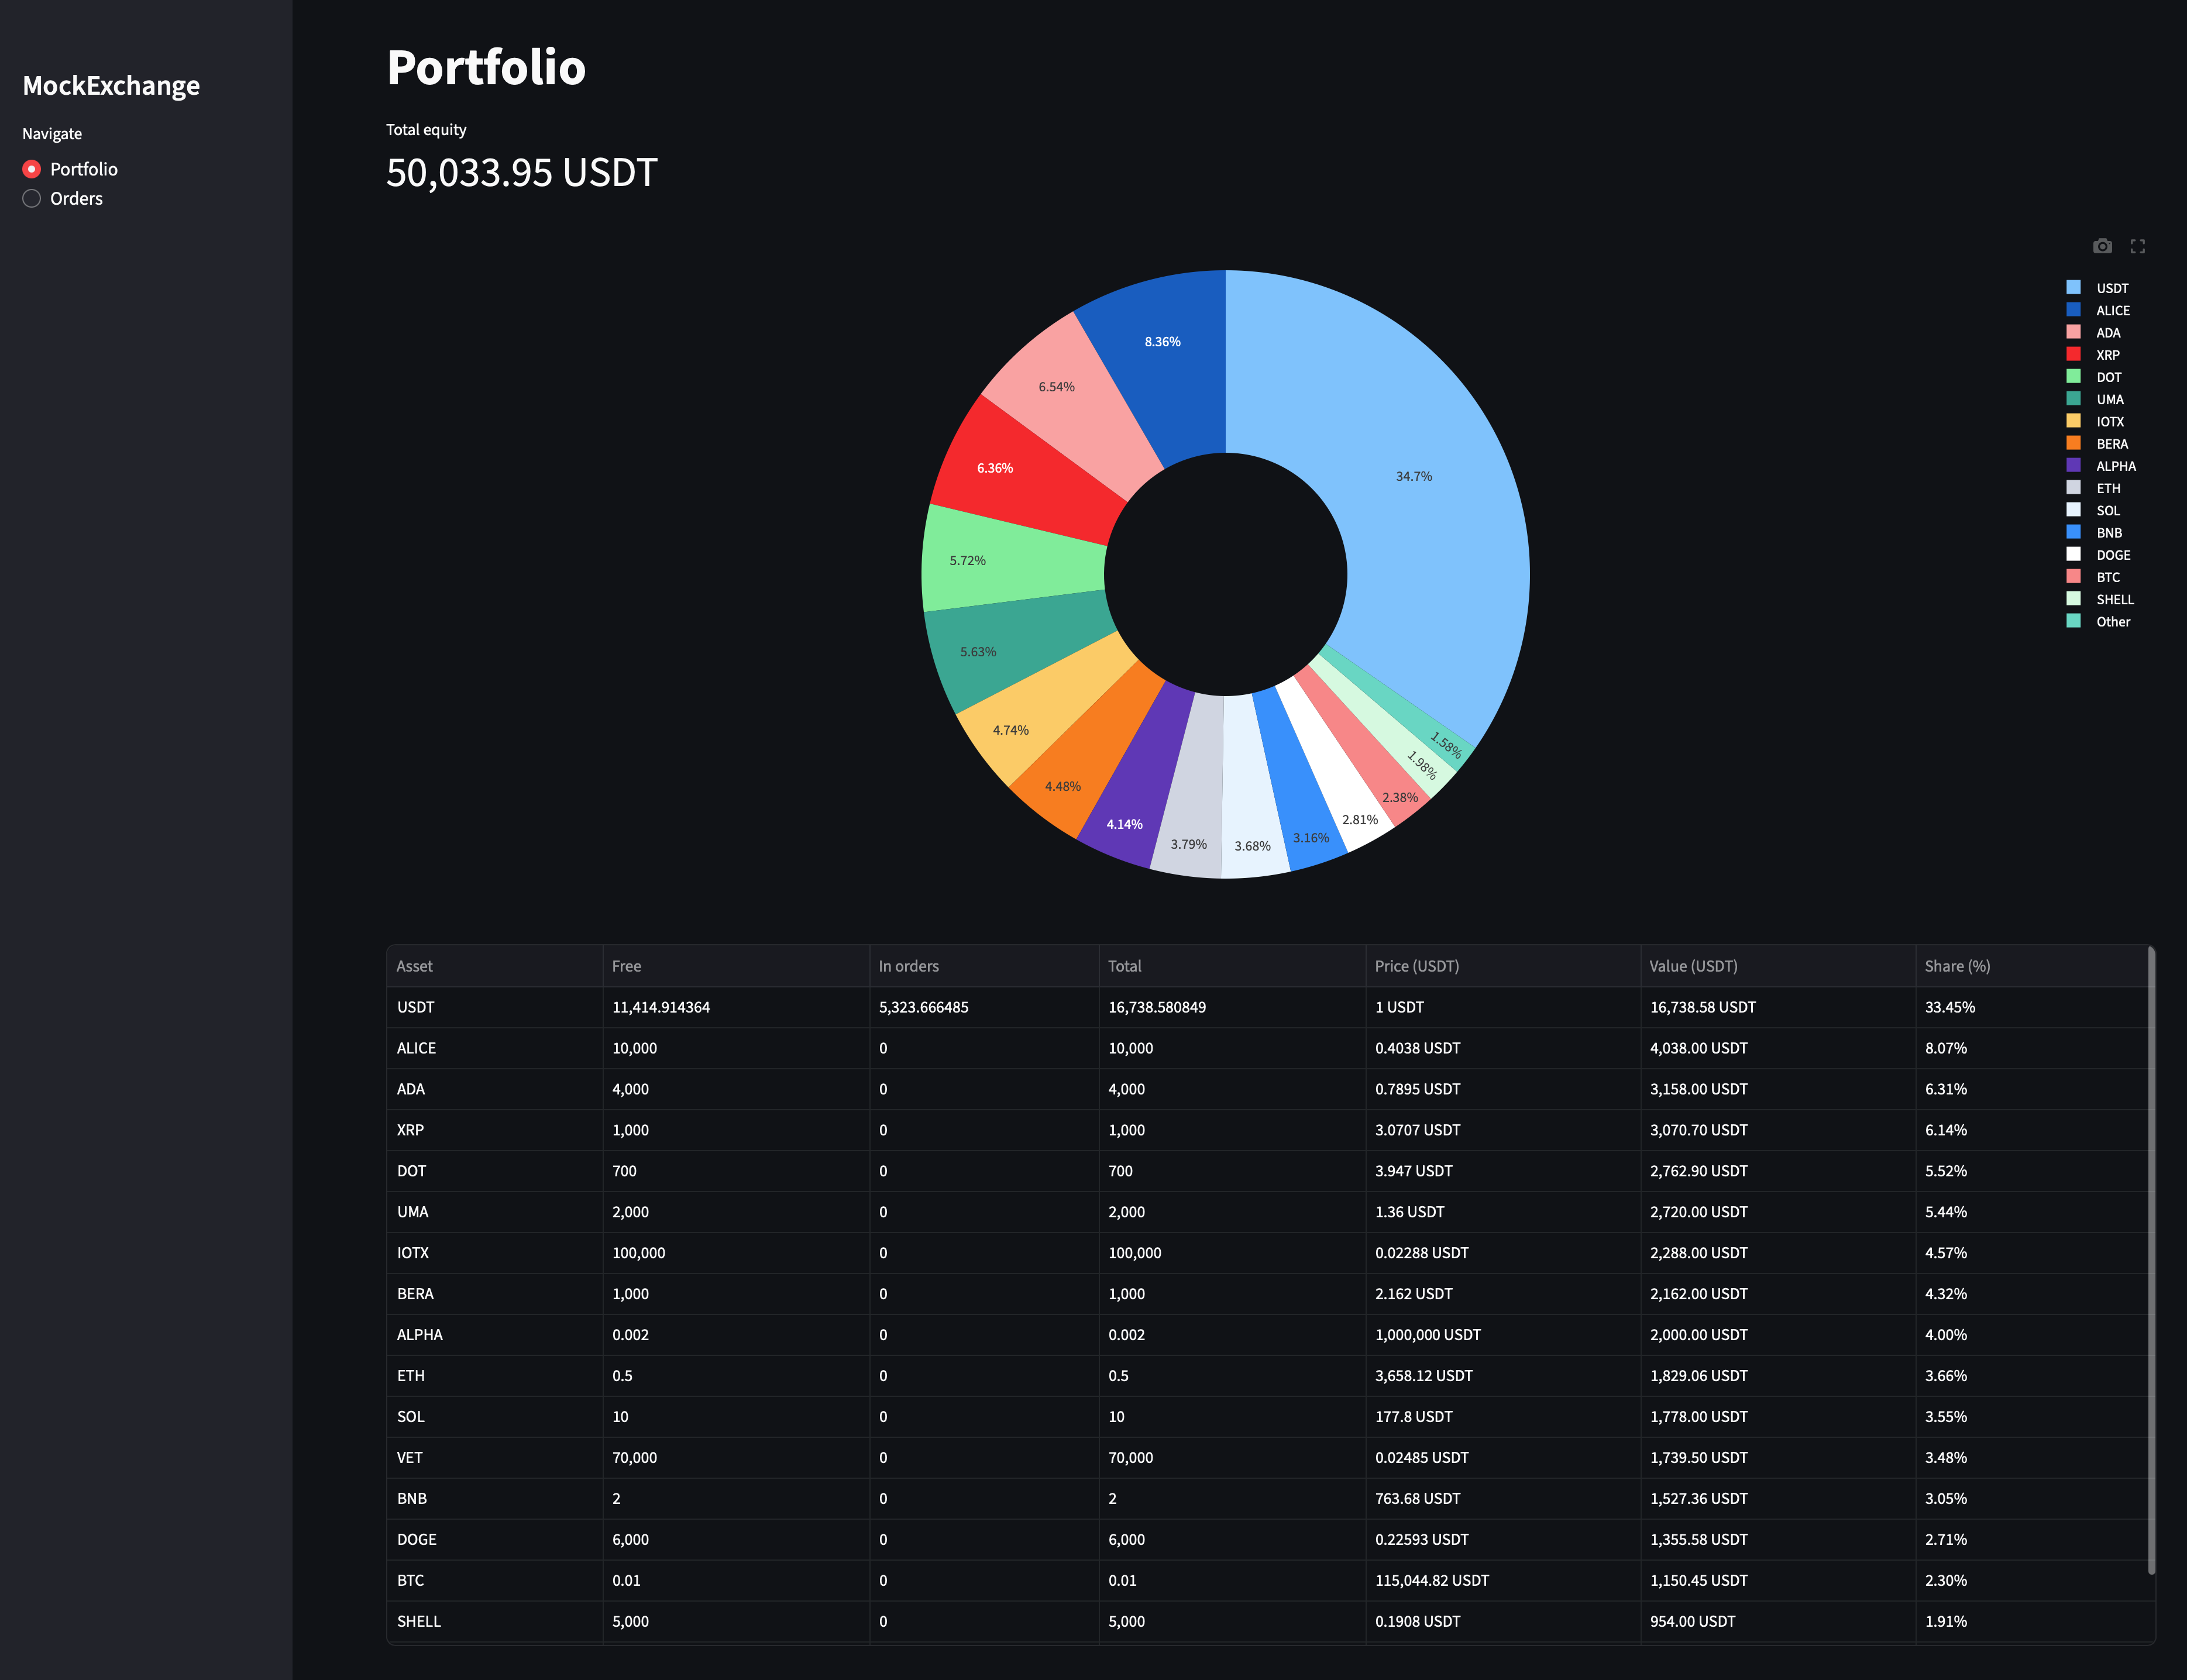 MockExchange
Navigate
Portfolio
Orders
Portfolio
Total equity
50,033.95 USDT
8.36%
6.54%
6.36%
5.72%
5.63%
4.74%
4.48%
4.14%
3.79%
3.68%
3.16%
2.81%
2.38%
1.98%
1.58%
34.7%
USDT
ALICE
ADA
XRP
DOT
UMA
IOTX
BERA
ALPHA
ETH
SOL
BNB
DOGE
BTC
SHELL
Other
Asset Free In orders Total Price (USDT) Value (USDT) Share (%)
USDT 11,414.914364 5,323.666485 16,738.580849 1 USDT 16,738.58 USDT 33.45%
ALICE 10,000 0 10,000 0.4038 USDT 4,038.00 USDT 8.07%
ADA 4,000 0 4,000 0.7895 USDT 3,158.00 USDT 6.31%
XRP 1,000 0 1,000 3.0707 USDT 3,070.70 USDT 6.14%
DOT 700 0 700 3.947 USDT 2,762.90 USDT 5.52%
UMA 2,000 0 2,000 1.36 USDT 2,720.00 USDT 5.44%
IOTX 100,000 0 100,000 0.02288 USDT 2,288.00 USDT 4.57%
BERA 1,000 0 1,000 2.162 USDT 2,162.00 USDT 4.32%
ALPHA 0.002 0 0.002 1,000,000 USDT 2,000.00 USDT 4.00%
ETH 0.5 0 0.5 3,658.12 USDT 1,829.06 USDT 3.66%
SOL 10 0 10 177.8 USDT 1,778.00 USDT 3.55%
VET 70,000 0 70,000 0.02485 USDT 1,739.50 USDT 3.48%
BNB 2 0 2 763.68 USDT 1,527.36 USDT 3.05%
DOGE 6,000 0 6,000 0.22593 USDT 1,355.58 USDT 2.71%
BTC 0.01 0 0.01 115,044.82 USDT 1,150.45 USDT 2.30%
SHELL 5,000 0 5,000 0.1908 USDT 954.00 USDT 1.91%